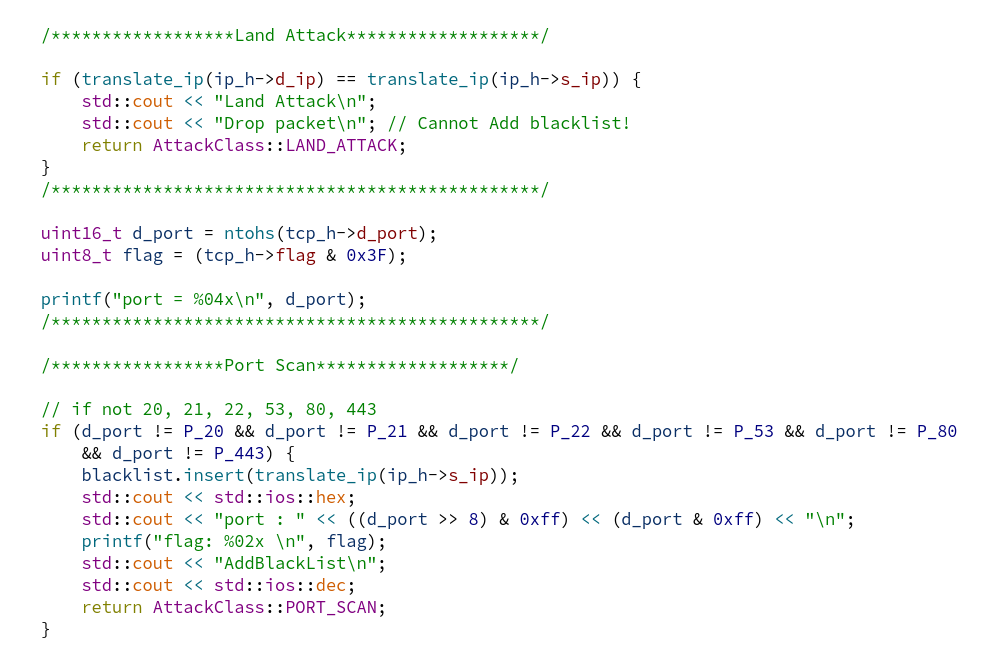 /******************Land Attack*******************/
if (translate_ip(ip_h->d_ip) == translate_ip(ip_h->s_ip)) {
    std::cout << "Land Attack\n";
    std::cout << "Drop packet\n"; // Cannot Add blacklist!
    return AttackClass::LAND_ATTACK;
}
/************************************************/
uint16_t d_port = ntohs(tcp_h->d_port);
uint8_t flag = (tcp_h->flag & 0x3F);
printf("port = %04x\n", d_port);
/************************************************/
/*****************Port Scan*******************/
// if not 20, 21, 22, 53, 80, 443
if (d_port != P_20 && d_port != P_21 && d_port != P_22 && d_port != P_53 && d_port != P_80
    && d_port != P_443) {
    blacklist.insert(translate_ip(ip_h->s_ip));
    std::cout << std::ios::hex;
    std::cout << "port : " << ((d_port >> 8) & 0xff) << (d_port & 0xff) << "\n";
    printf("flag: %02x \n", flag);
    std::cout << "AddBlackList\n";
    std::cout << std::ios::dec;
    return AttackClass::PORT_SCAN;
}